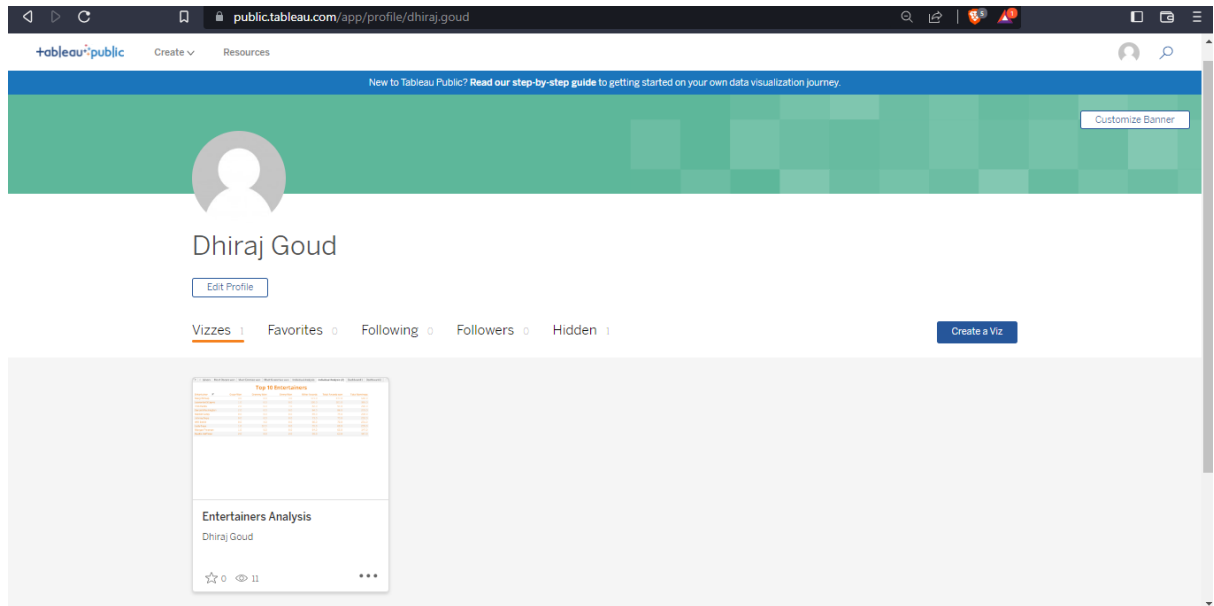 public.tableau.com/app/profile/dhiraj.goud
5
1
+ableau public
Create
Resources
New to Tableau Public? Read our step-by-step guide to getting started on your own data visualization journey.
Customize Banner
Dhiraj Goud
Edit Profile
Vizzes 1 Favorites 0 Following 0 Followers 0 Hidden 1
Create a Viz
Top 10 Entertainers
Entertainers Analysis
Dhiraj Goud
0 11